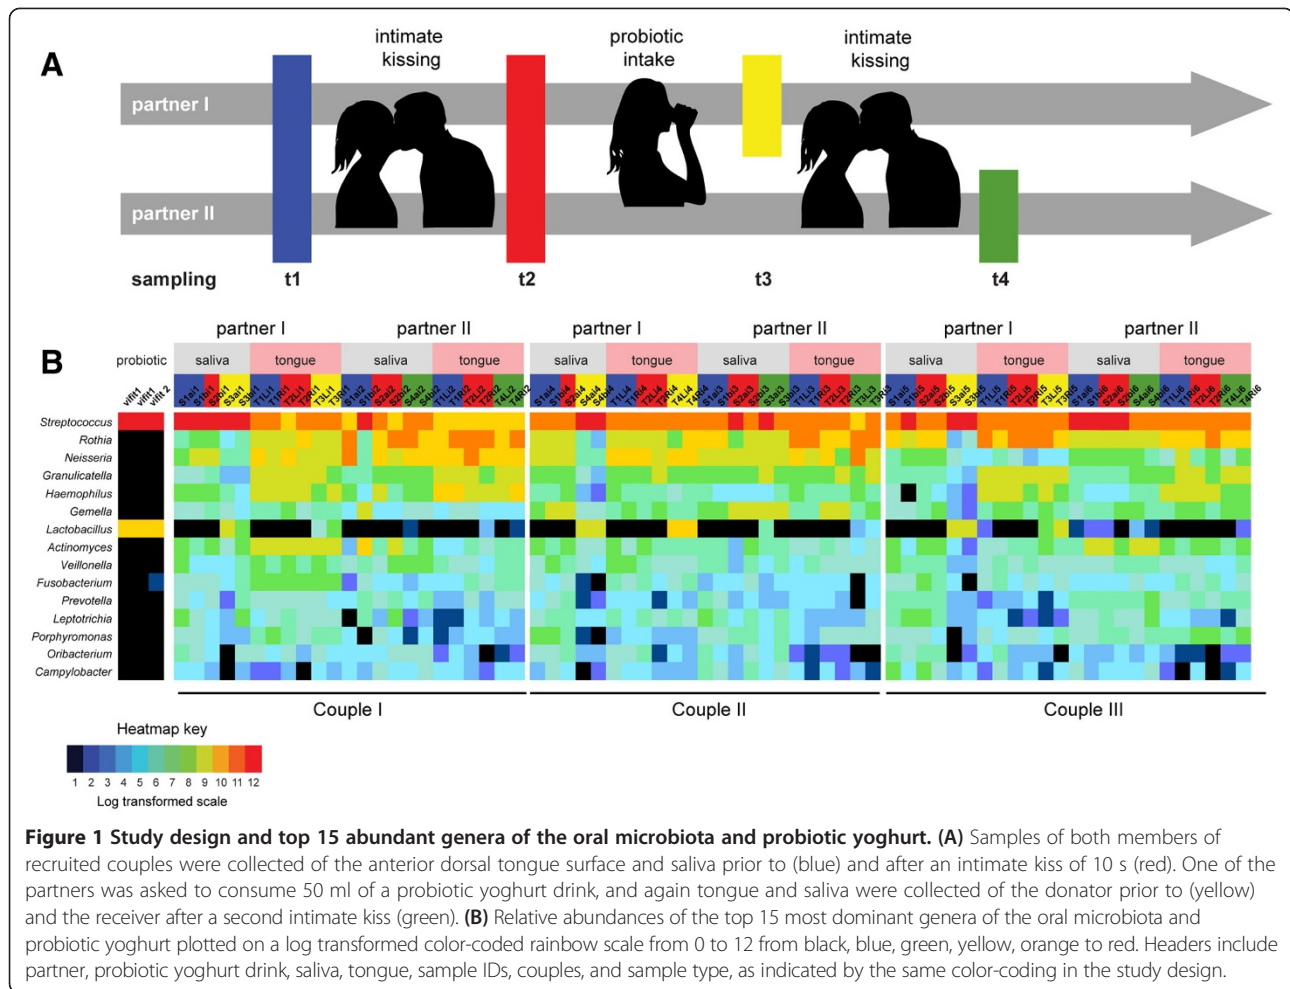 A
intimate
kissing
probiotic
intake
intimate
kissing
partner I
partner II
sampling
t1
t2
t3
t4
B
partner I
partner II
partner I
partner II
partner I
partner II
probiotic
saliva
tongue
saliva
tongue
saliva
tongue
saliva
tongue
saliva
tongue
saliva
tongue
Streptococcus
Rothia
Neisseria
Granulicatella
Haemophilus
Gemella
Lactobacillus
Actinomyces
Veillonella
Fusobacterium
Prevotella
Leptotrichia
Porphyromonas
Oribacterium
Campylobacter
Couple I
Couple II
Couple III
Heatmap key
1 2 3 4 5 6 7 8 9 10 11 12
Log transformed scale
Figure 1 Study design and top 15 abundant genera of the oral microbiota and probiotic yoghurt. (A) Samples of both members of
recruited couples were collected of the anterior dorsal tongue surface and saliva prior to (blue) and after an intimate kiss of 10 s (red). One of the
partners was asked to consume 50 ml of a probiotic yoghurt drink, and again tongue and saliva were collected of the donator prior to (yellow)
and the receiver after a second intimate kiss (green). (B) Relative abundances of the top 15 most dominant genera of the oral microbiota and
probiotic yoghurt plotted on a log transformed color-coded rainbow scale from 0 to 12 from black, blue, green, yellow, orange to red. Headers include
partner, probiotic yoghurt drink, saliva, tongue, sample IDs, couples, and sample type, as indicated by the same color-coding in the study design.